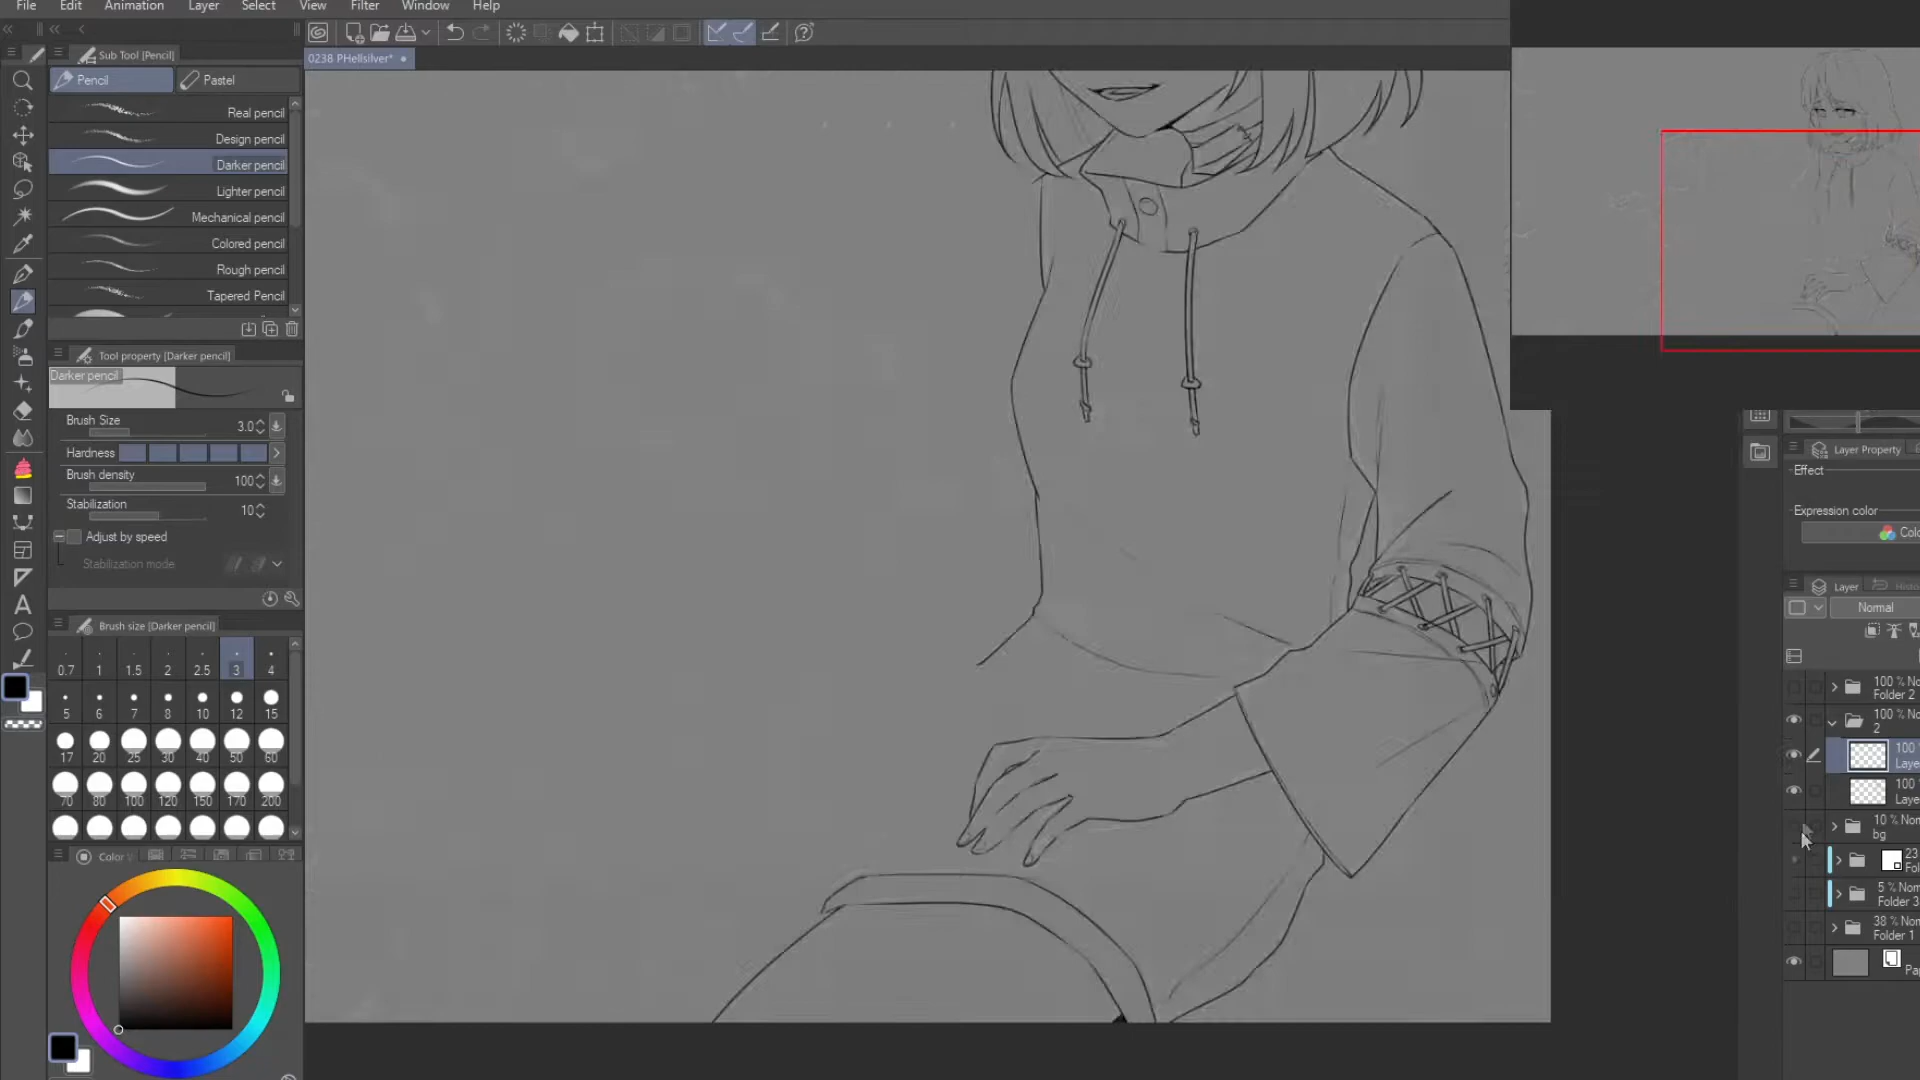 File Edit Animation Layer Select View Filter Window Help
Sub Tool [Pencil]
0238 PHellsilver*
Pencil Pastel
Real pencil
Design pencil
Darker pencil
Lighter pencil
Mechanical pencil
Colored pencil
Rough pencil
Tapered Pencil
Tool property [Darker pencil]
Darker pencil
Brush Size 3.0
Hardness
Brush density 100
Stabilization 10
Adjust by speed
Stabilization mode
Brush size [Darker pencil]
0.7 1 1.5 2 2.5 3 4
5 6 7 8 10 12 15
17 20 25 30 40 50 60
70 80 100 120 150 170 200
Color
Layer Property
Effect
Expression color
Layer
Normal
Folder 2
2
100
100
bg
23
Folder 3
Folder 1